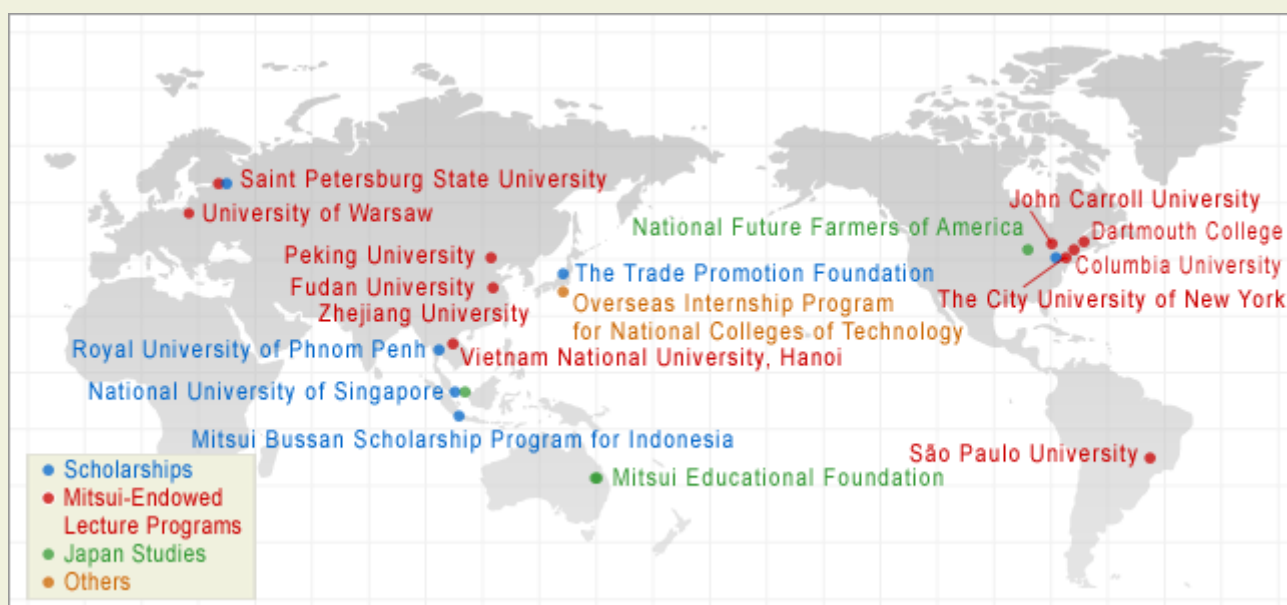 Saint Petersburg State University
University of Warsaw
John Carroll University
National Future Farmers of America
Dartmouth College
Peking University
Columbia University
The Trade Promotion Foundation
Fudan University
The City University of New York
Overseas Internship Program
for National Colleges of Technology
Zhejiang University
Royal University of Phnom Penh
Vietnam National University, Hanoi
National University of Singapore
Mitsui Bussan Scholarship Program for Indonesia
São Paulo University
Mitsui Educational Foundation
Scholarships
Mitsui-Endowed
Lecture Programs
Japan Studies
Others